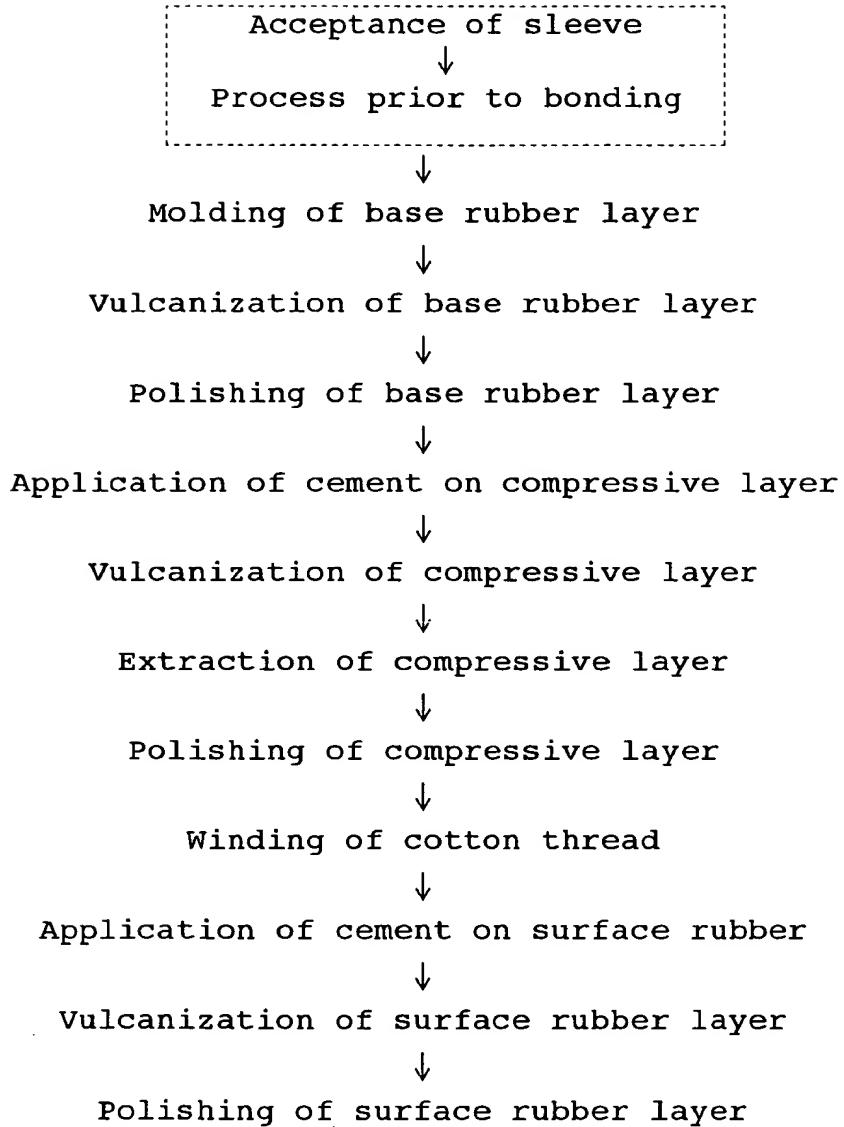 Acceptance of sleeve
↓
Process prior to bonding
↓
Molding of base rubber layer
↓
Vulcanization of base rubber layer
↓
Polishing of base rubber layer
↓
Application of cement on compressive layer
↓
Vulcanization of compressive layer
↓
Extraction of compressive layer
↓
Polishing of compressive layer
↓
Winding of cotton thread
↓
Application of cement on surface rubber
↓
Vulcanization of surface rubber layer
↓
Polishing of surface rubber layer